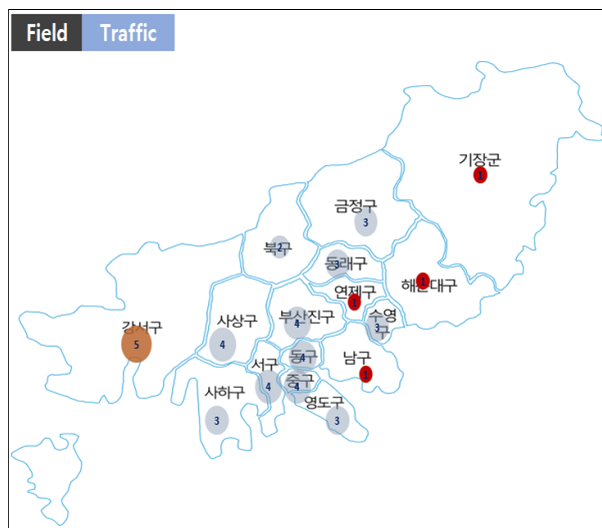 Field Traffic
기장군
1
금정구
3
북구
2
동래구
3
해운대구
1
연제구
1
강서구
5
사상구
4
부산진구
4
수영
구
3
동구
4
남구
1
서구
4
중구
4
사하구
3
영도구
3